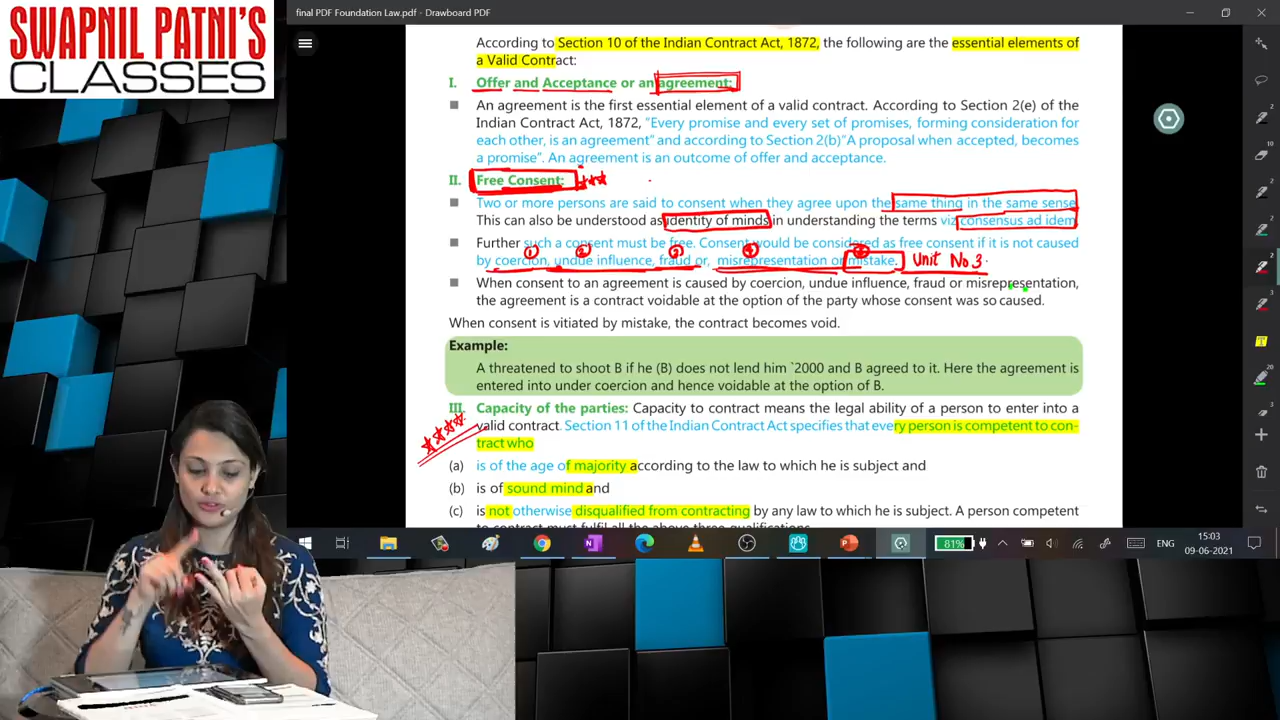 SWAPNIL PATNI'S
CLASSES
final PDF Foundation Law.pdf - Drawboard PDF
According to Section 10 of the Indian Contract Act, 1872, the following are the essential elements of
a Valid Contract:
I. Offer and Acceptance or an agreement:
■ An agreement is the first essential element of a valid contract. According to Section 2(e) of the
Indian Contract Act, 1872, "Every promise and every set of promises, forming consideration for
each other, is an agreement" and according to Section 2(b)"A proposal when accepted, becomes
a promise". An agreement is an outcome of offer and acceptance.
II. Free Consent:
■ Two or more persons are said to consent when they agree upon the same thing in the same sense
This can also be understood as identity of minds in understanding the terms viz consensus ad idem
■ Further such a consent must be free. Consent would be considered as free consent if it is not caused
1 2 3 4 5
by coercion, undue influence, fraud or, misrepresentation or mistake. Unit No 3.
■ When consent to an agreement is caused by coercion, undue influence, fraud or misrepresentation,
the agreement is a contract voidable at the option of the party whose consent was so caused.
When consent is vitiated by mistake, the contract becomes void.
Example:
A threatened to shoot B if he (B) does not lend him `2000 and B agreed to it. Here the agreement is
entered into under coercion and hence voidable at the option of B.
III. Capacity of the parties: Capacity to contract means the legal ability of a person to enter into a
valid contract. Section 11 of the Indian Contract Act specifies that every person is competent to con-
tract who
(a) is of the age of majority according to the law to which he is subject and
(b) is of sound mind and
(c) is not otherwise disqualified from contracting by any law to which he is subject. A person competent
to contract must fulfil all the above three qualifications.
81%
ENG
15:03
09-06-2021